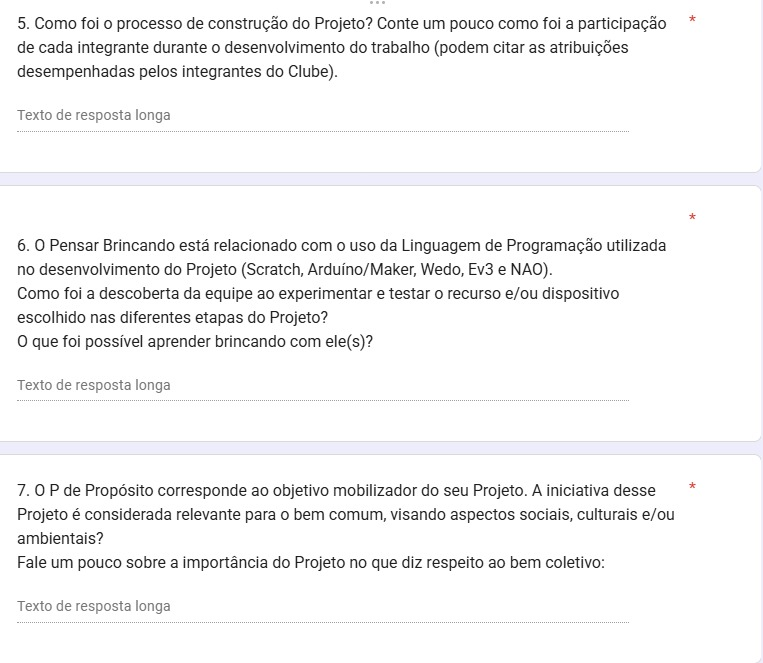 5. Como foi o processo de construção do Projeto? Conte um pouco como foi a participação *
de cada integrante durante o desenvolvimento do trabalho (podem citar as atribuições
desempenhadas pelos integrantes do Clube).
Texto de resposta longa
*
6. O Pensar Brincando está relacionado com o uso da Linguagem de Programação utilizada
no desenvolvimento do Projeto (Scratch, Arduíno/Maker, Wedo, Ev3 e NAO).
Como foi a descoberta da equipe ao experimentar e testar o recurso e/ou dispositivo
escolhido nas diferentes etapas do Projeto?
O que foi possível aprender brincando com ele(s)?
Texto de resposta longa
7. O P de Propósito corresponde ao objetivo mobilizador do seu Projeto. A iniciativa desse *
Projeto é considerada relevante para o bem comum, visando aspectos sociais, culturais e/ou
ambientais?
Fale um pouco sobre a importância do Projeto no que diz respeito ao bem coletivo:
Texto de resposta longa